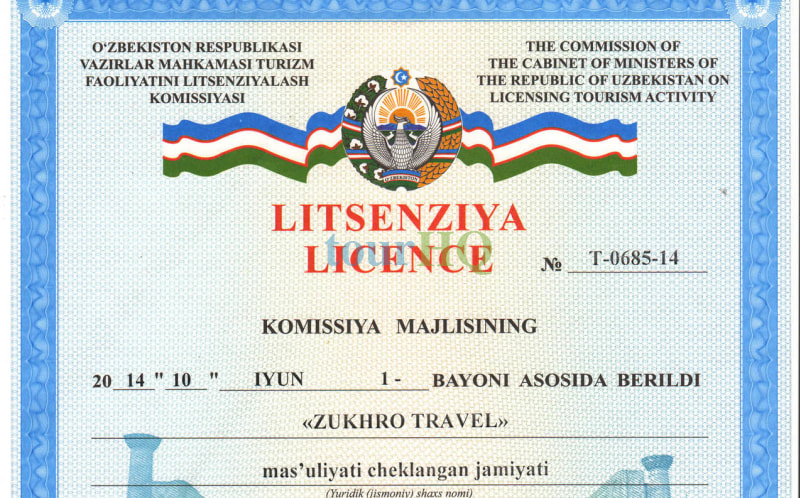 O‘ZBEKISTON RESPUBLIKASI
VAZIRLAR MAHKAMASI TURIZM
FAOLIYATINI LITSENZIYALASH
KOMISSIYASI
THE COMMISSION OF
THE CABINET OF MINISTERS OF
THE REPUBLIC OF UZBEKISTAN ON
LICENSING TOURISM ACTIVITY
O‘ZBEKISTON
LITSENZIYA
tourHQ
LICENCE
№ T-0685-14
KOMISSIYA MAJLISINING
20 14 " 10 " IYUN 1 - BAYONI ASOSIDA BERILDI
«ZUKHRO TRAVEL»
mas’uliyati cheklangan jamiyati
(Yuridik (jismoniy) shaxs nomi)